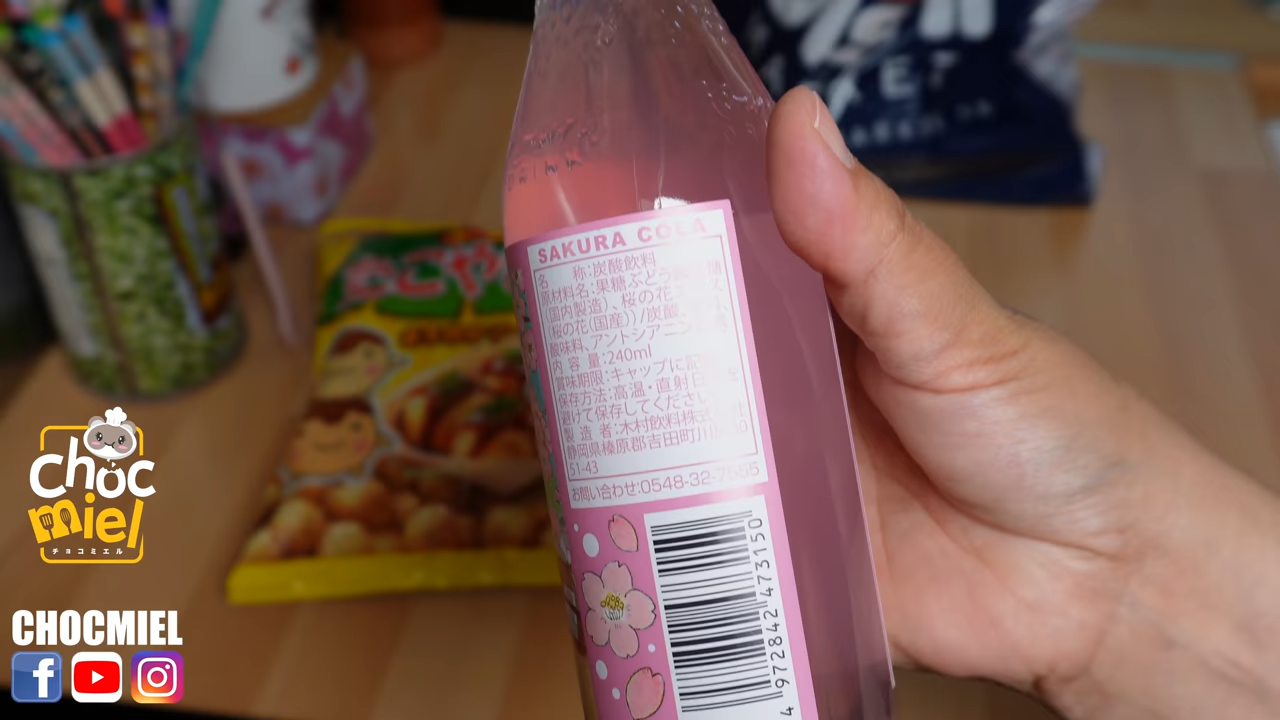 SAKURA COLA
名 称:炭酸飲料
原材料名:果糖ぶどう
(国内製造)、桜の花
(桜の花(国産))/炭酸
酸味料、アントシアニン
内 容 量:240ml
賞味期限:キャップに記
保存方法:高温・直射日 を
避けて保存してください
製 造 者:木村飲料株式
静岡県榛原郡吉田町川
51-43
お問い合わせ:0548-32-
4 972842 473150
たこや
choc
miel
チョコミエル
CHOCMIEL
f